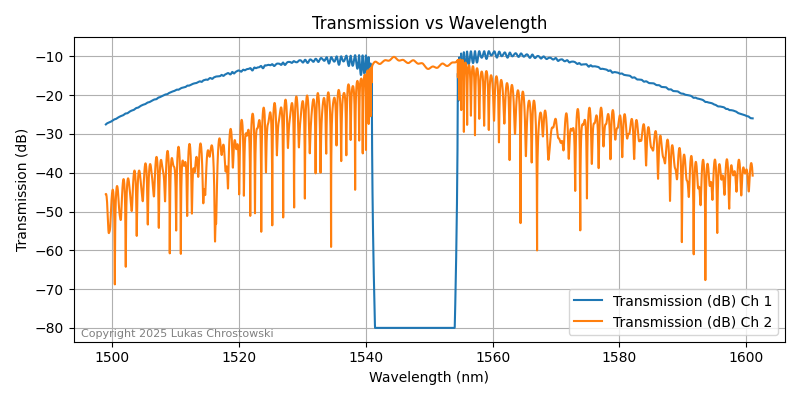 Transmission vs Wavelength
Transmission (dB)
−10
−20
−30
−40
−50
−60
−70
−80
Transmission (dB) Ch 1
Transmission (dB) Ch 2
Copyright 2025 Lukas Chrostowski
1500 1520 1540 1560 1580 1600
Wavelength (nm)